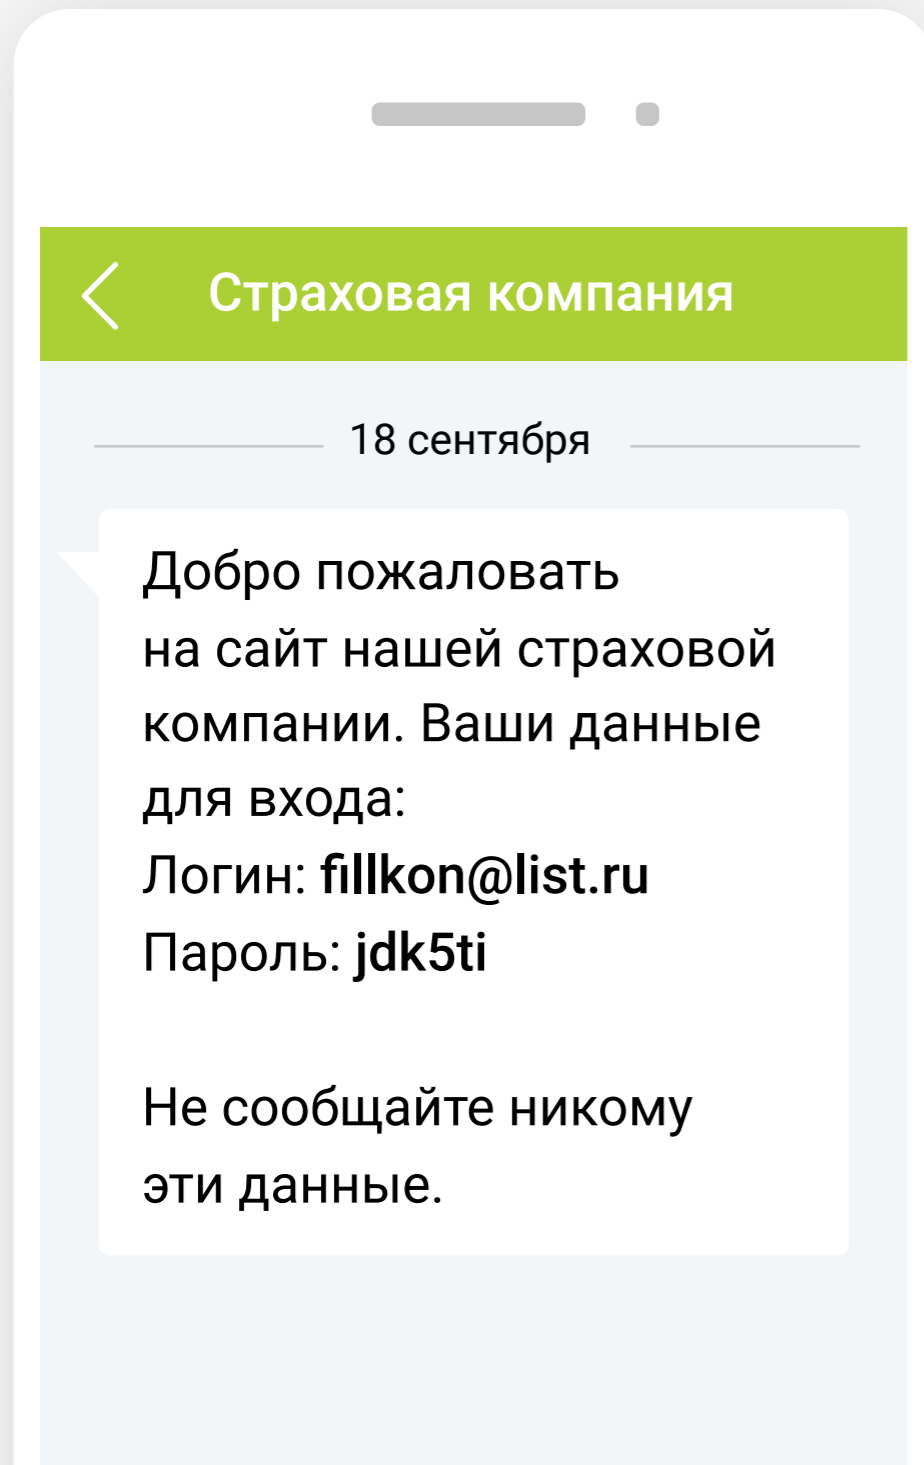 Страховая компания
18 сентября
Добро пожаловать
на сайт нашей страховой
компании. Ваши данные
для входа:
Логин: fillkon@list.ru
Пароль: jdk5ti
Не сообщайте никому
эти данные.